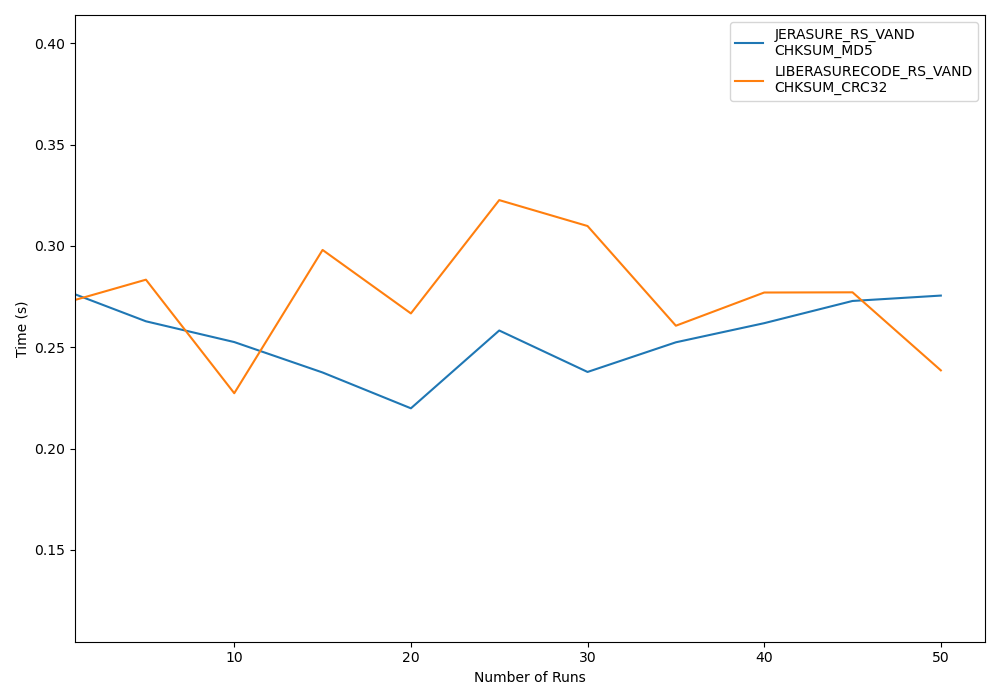 JERASURE_RS_VAND
CHKSUM_MD5
LIBERASURECODE_RS_VAND
CHKSUM_CRC32
0.40
0.35
0.30
0.25
0.20
0.15
Time (s)
10
20
30
40
50
Number of Runs